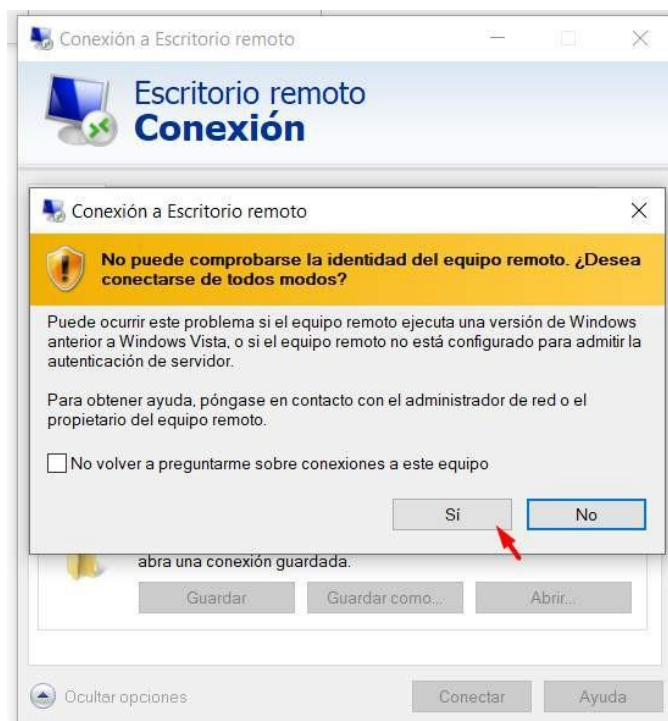 Conexión a Escritorio remoto
Escritorio remoto
Conexión
Conexión a Escritorio remoto
No puede comprobarse la identidad del equipo remoto. ¿Desea
conectarse de todos modos?
Puede ocurrir este problema si el equipo remoto ejecuta una versión de Windows
anterior a Windows Vista, o si el equipo remoto no está configurado para admitir la
autenticación de servidor.
Para obtener ayuda, póngase en contacto con el administrador de red o el
propietario del equipo remoto.
No volver a preguntarme sobre conexiones a este equipo
Sí
No
abra una conexión guardada.
Guardar
Guardar como...
Abrir...
Ocultar opciones
Conectar
Ayuda